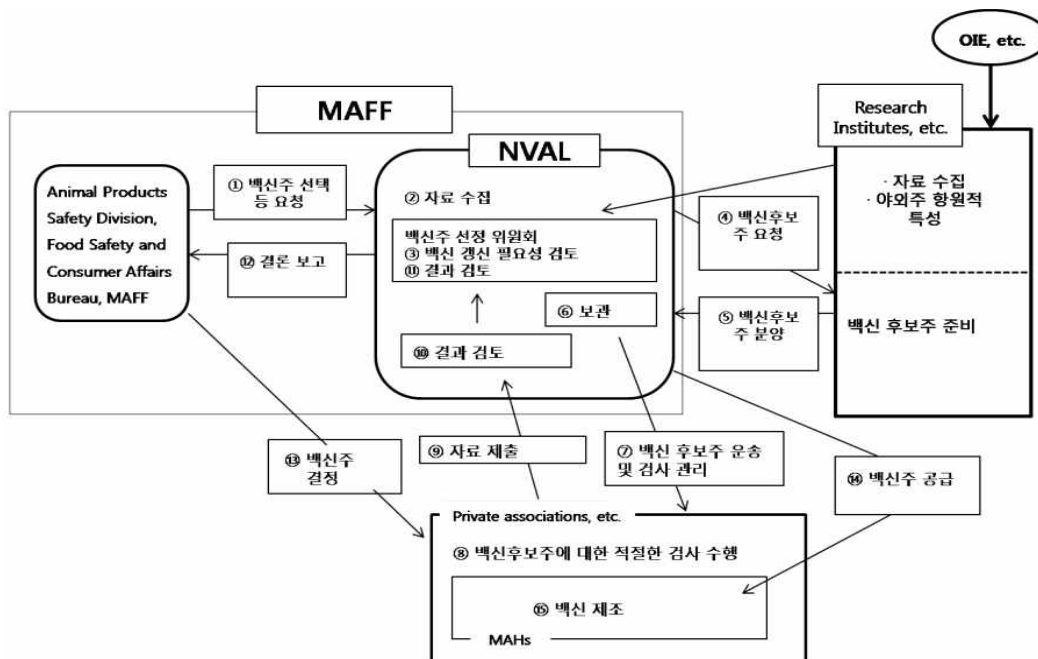 OIE, etc.
MAFF
Research
Institutes, etc.
NVAL
Animal Products
Safety Division,
Food Safety and
Consumer Affairs
Bureau, MAFF
① 백신주 선택
등 요청
⑫ 결론 보고
② 자료 수집
백신주 선정 위원회
③ 백신 갱신 필요성 검토
⑪ 결과 검토
⑥ 보관
⑩ 결과 검토
④ 백신후보
주 요청
⑤ 백신후보
주 분양
· 자료 수집
· 야외주 항원적
특성
백신 후보주 준비
⑬ 백신주
결정
⑨ 자료 제출
⑦ 백신 후보주 운송
및 검사 관리
⑭ 백신주 공급
Private associations, etc.
⑧ 백신후보주에 대한 적절한 검사 수행
⑮ 백신 제조
MAHs